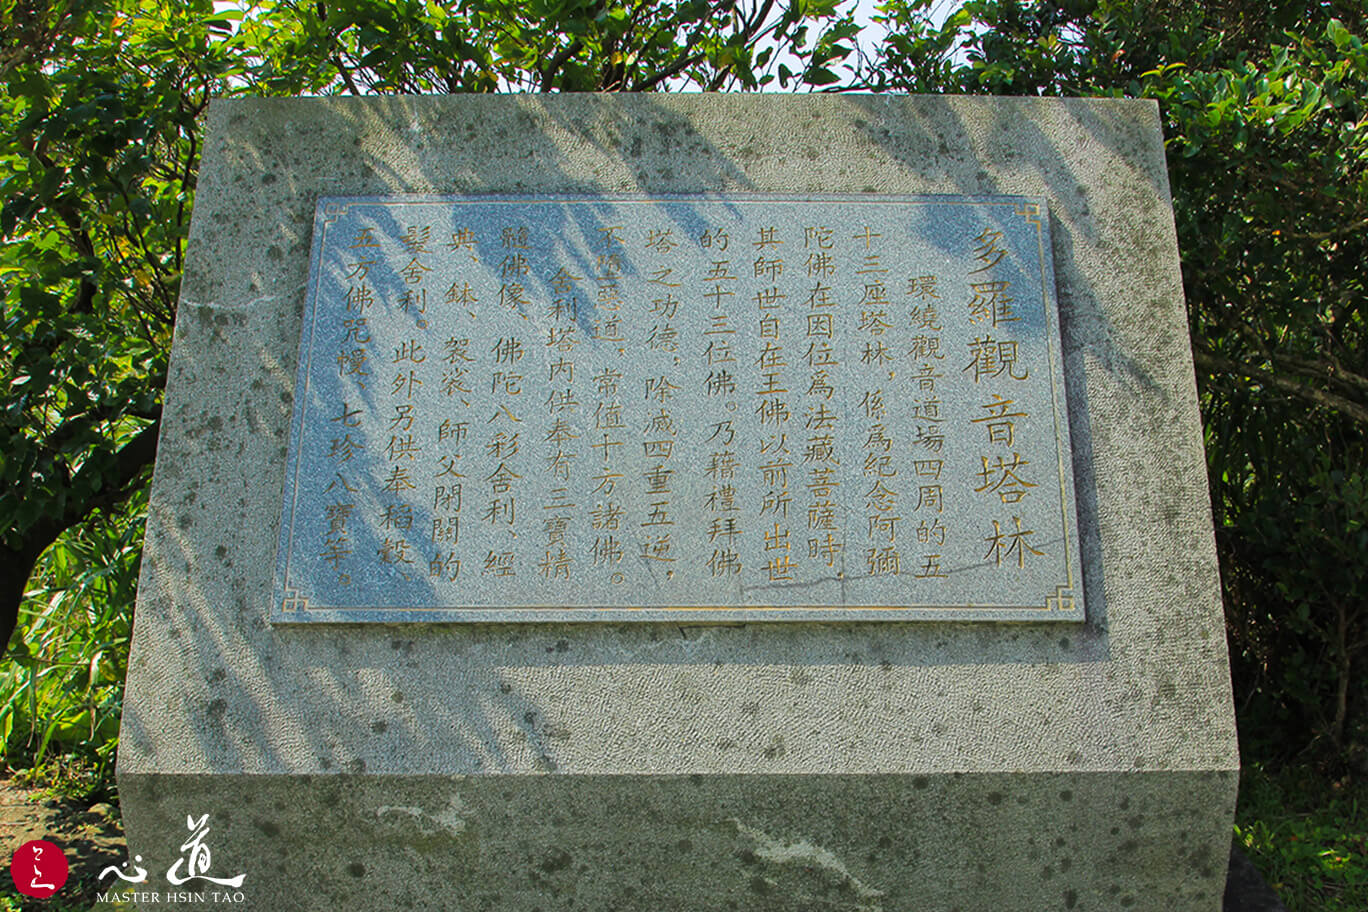 多羅觀音塔林
環繞觀音道場四周的五
十三座塔林，係爲紀念阿彌
陀佛在因位爲法藏菩薩時，
其師世自在王佛以前所出世
的五十三位佛。乃藉禮拜佛
塔之功德，除滅四重五逆，
不墮惡道，常值十方諸佛。
舍利塔內供奉有三寶精
髓佛像、佛陀八彩舍利、經
典、鉢、袈裟、師父閉關的
髮舍利。此外另供奉稻穀、
五方佛咒幔、七珍八寶等。
心道
MASTER HSIN TAO